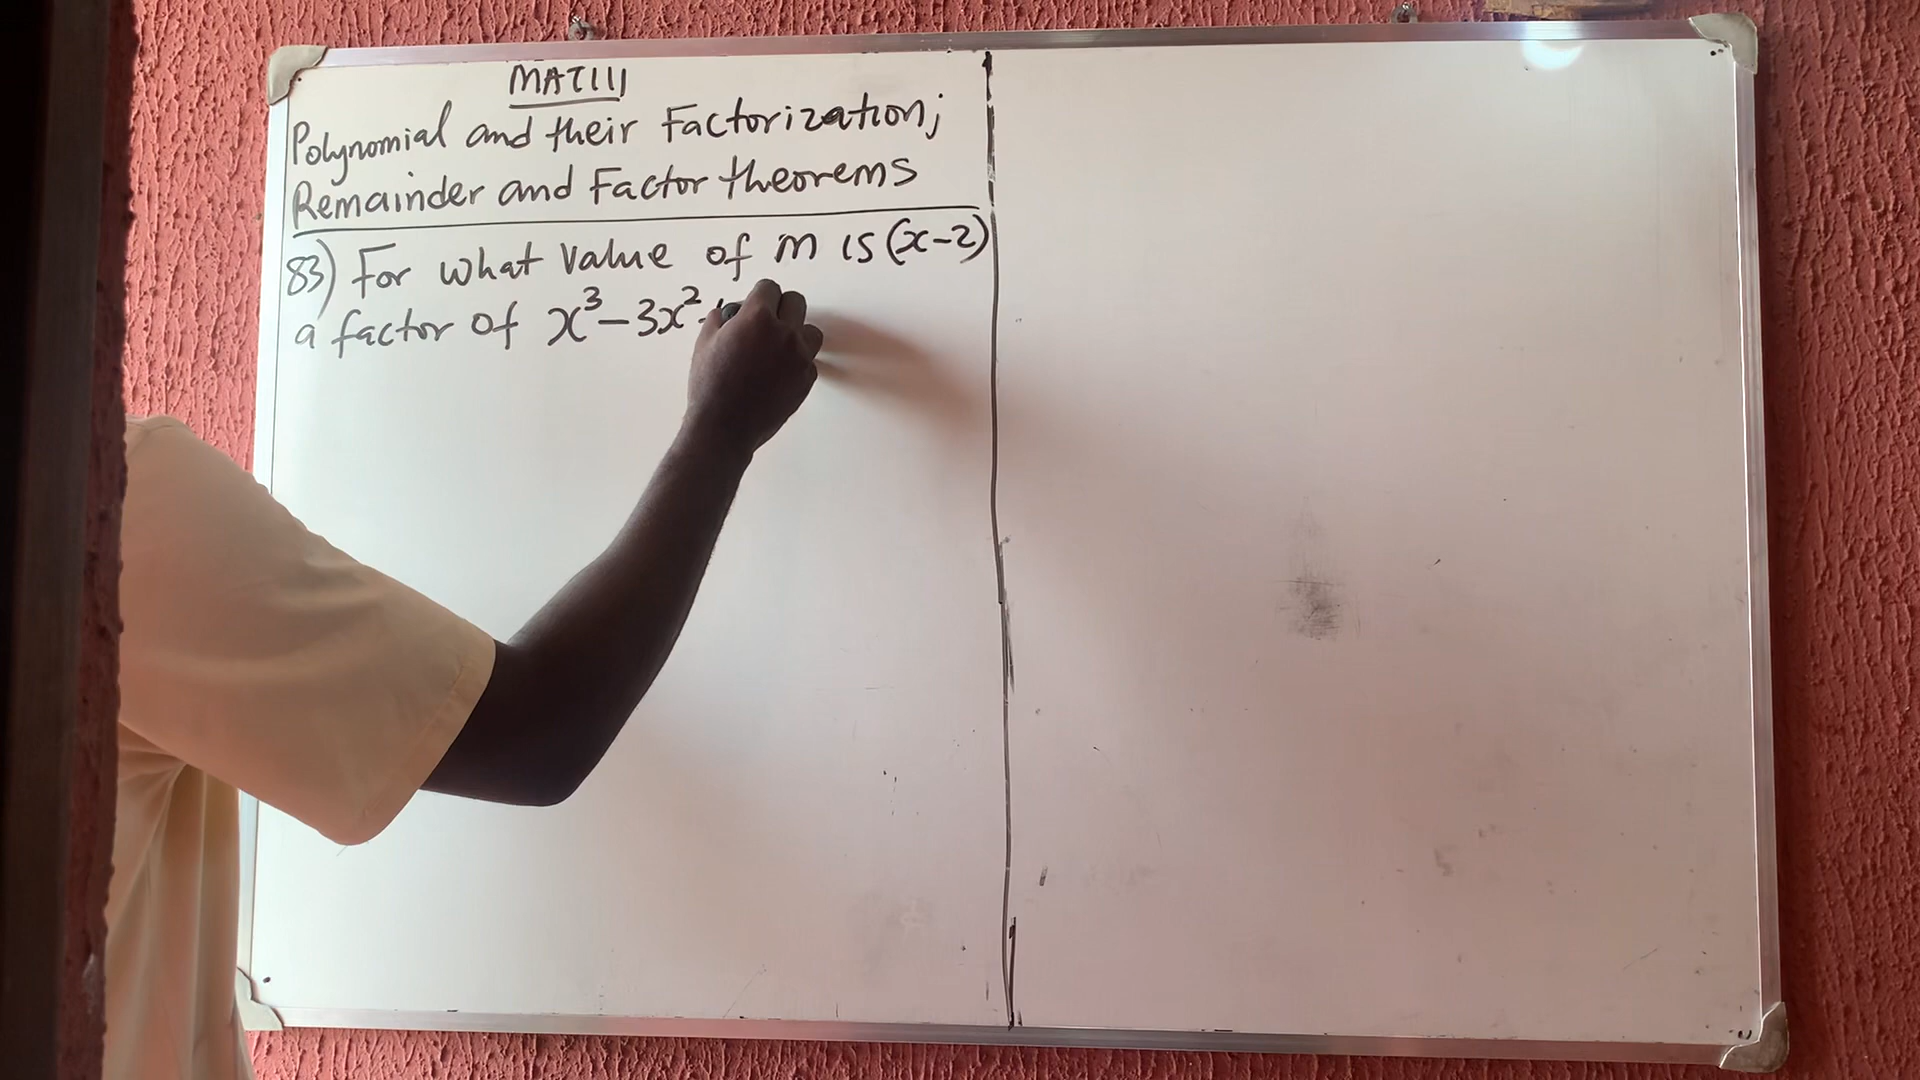 MAT111
Polynomial and their Factorization;
Remainder and Factor theorems
83) For what value of m is (x-2)
a factor of x³-3x²